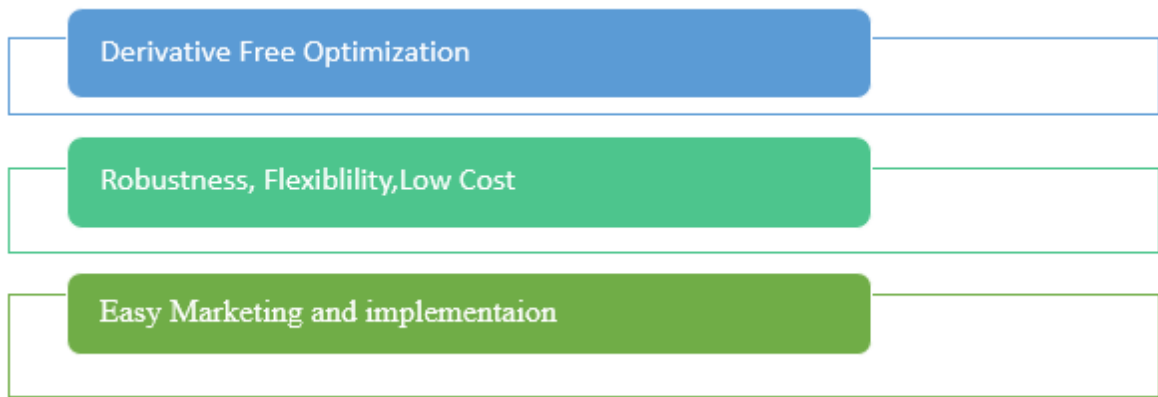 Derivative Free Optimization
Robustness, Flexiblility,Low Cost
Easy Marketing and implementaion